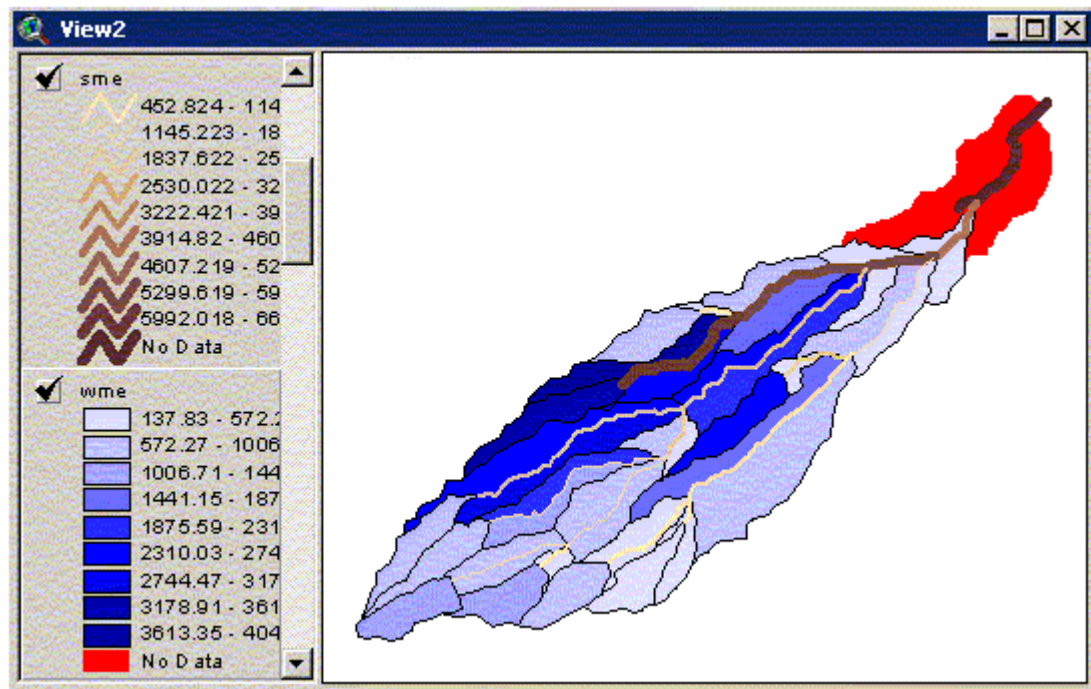 View2
sme
452.824 - 114
1145.223 - 18
1837.622 - 25
2530.022 - 32
3222.421 - 39
3914.82 - 460
4607.219 - 52
5299.619 - 59
5992.018 - 66
No Data
wme
137.83 - 572.2
572.27 - 1006
1006.71 - 144
1441.15 - 187
1875.59 - 231
2310.03 - 274
2744.47 - 317
3178.91 - 361
3613.35 - 404
No Data